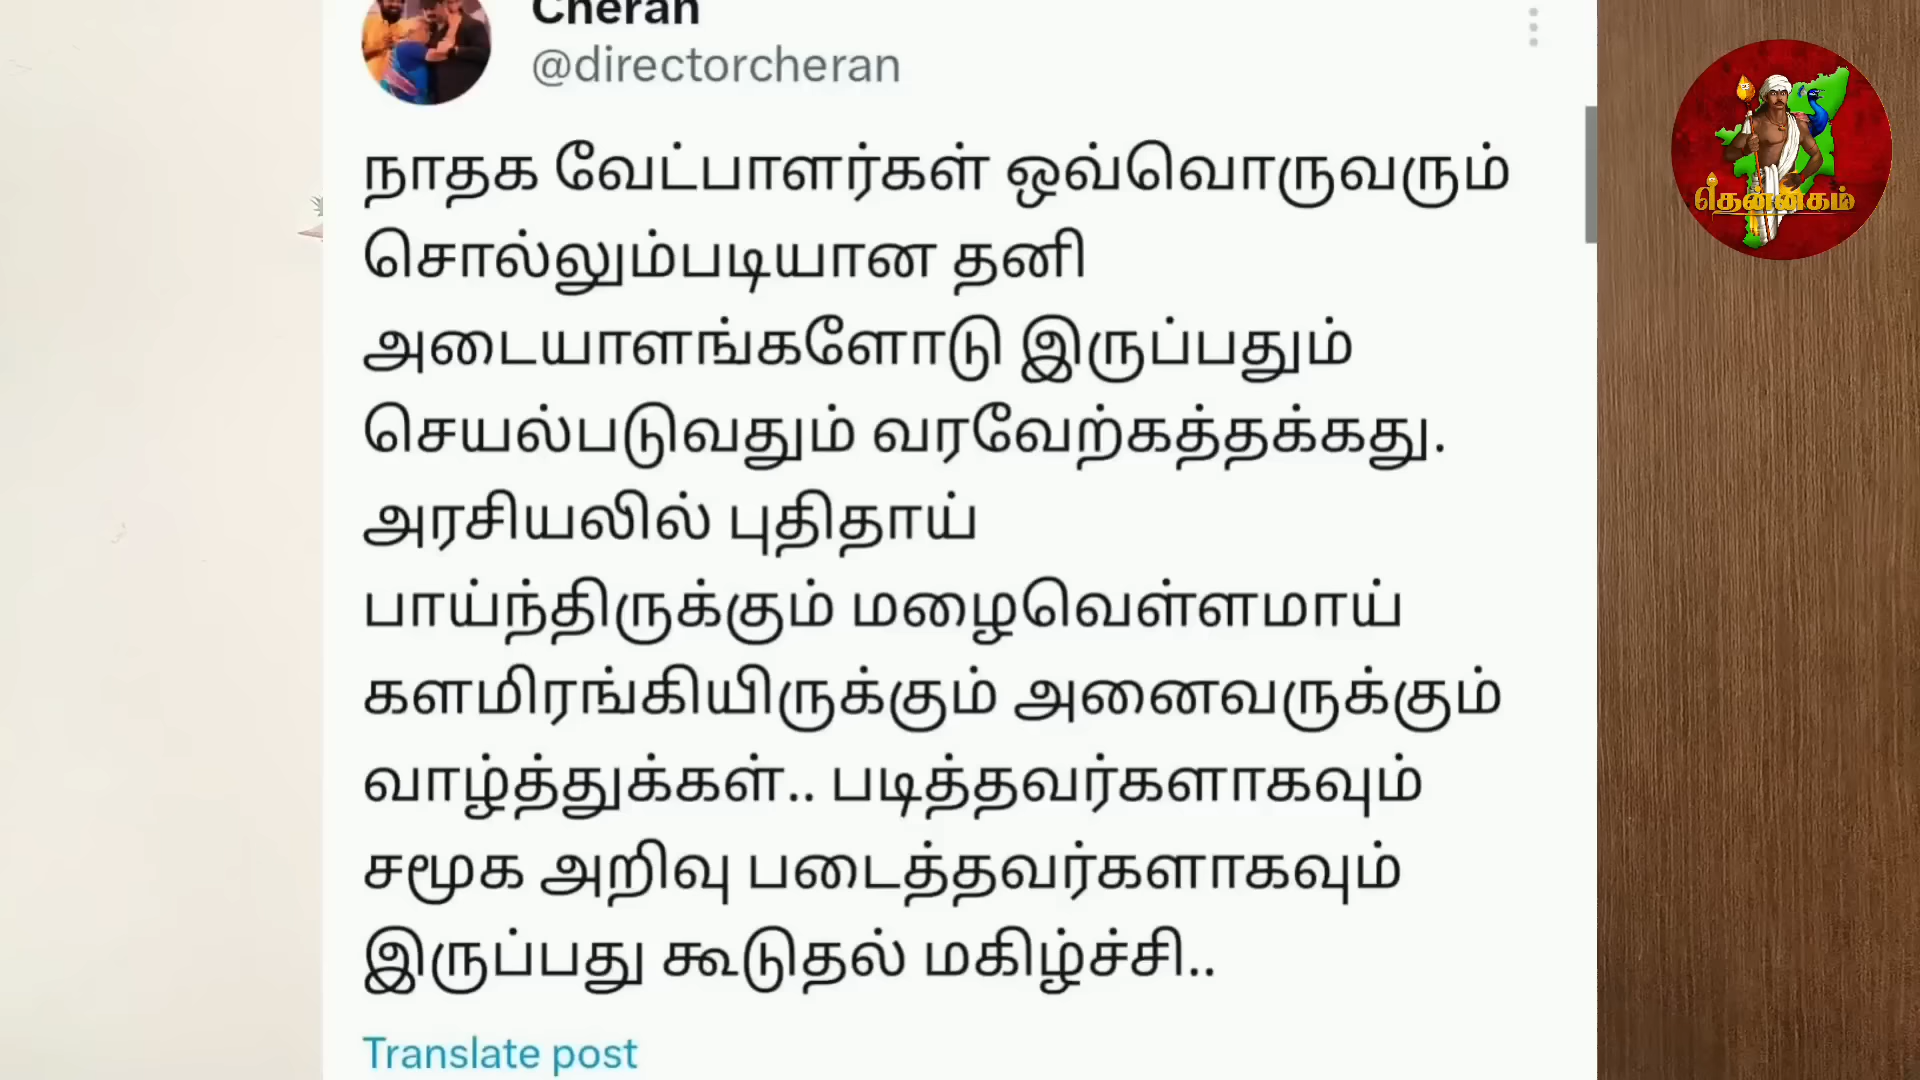 Cheran
@directorcheran
நாதக வேட்பாளர்கள் ஒவ்வொருவரும்
சொல்லும்படியான தனி
அடையாளங்களோடு இருப்பதும்
செயல்படுவதும் வரவேற்கத்தக்கது.
அரசியலில் புதிதாய்
பாய்ந்திருக்கும் மழைவெள்ளமாய்
களமிரங்கியிருக்கும் அனைவருக்கும்
வாழ்த்துக்கள்.. படித்தவர்களாகவும்
சமூக அறிவு படைத்தவர்களாகவும்
இருப்பது கூடுதல் மகிழ்ச்சி..
Translate post
தென்னகம்